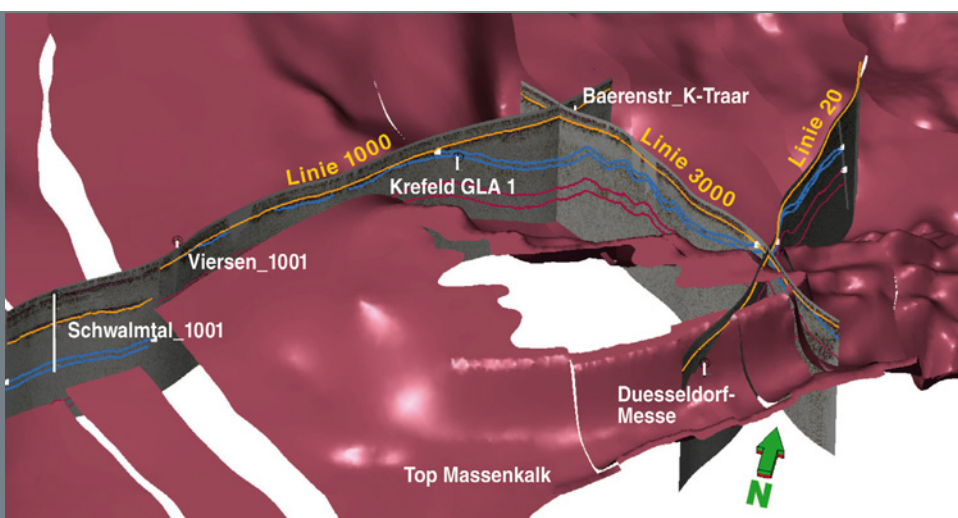 Baerenstr_K-Traar
Linie 1000
Linie 3000
Linie 20
Krefeld GLA 1
Viersen_1001
Schwalmtal_1001
Duesseldorf-
Messe
Top Massenkalk
N